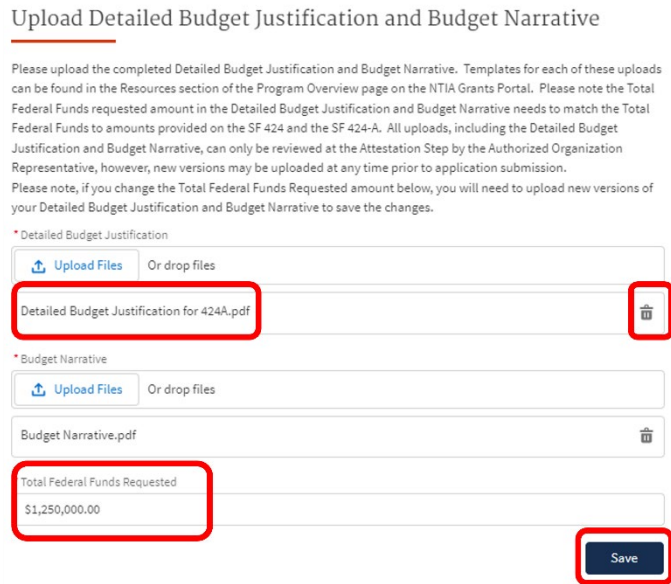 Upload Detailed Budget Justification and Budget Narrative
Please upload the completed Detailed Budget Justification and Budget Narrative. Templates for each of these uploads
can be found in the Resources section of the Program Overview page on the NTIA Grants Portal. Please note the Total
Federal Funds requested amount in the Detailed Budget Justification and Budget Narrative needs to match the Total
Federal Funds to amounts provided on the SF 424 and the SF 424-A. All uploads, including the Detailed Budget
Justification and Budget Narrative, can only be reviewed at the Attestation Step by the Authorized Organization
Representative, however, new versions may be uploaded at any time prior to application submission.
Please note, if you change the Total Federal Funds Requested amount below, you will need to upload new versions of
your Detailed Budget Justification and Budget Narrative to save the changes.
* Detailed Budget Justification
Upload Files Or drop files
Detailed Budget Justification for 424A.pdf
* Budget Narrative
Upload Files Or drop files
Budget Narrative.pdf
Total Federal Funds Requested
$1,250,000.00
Save